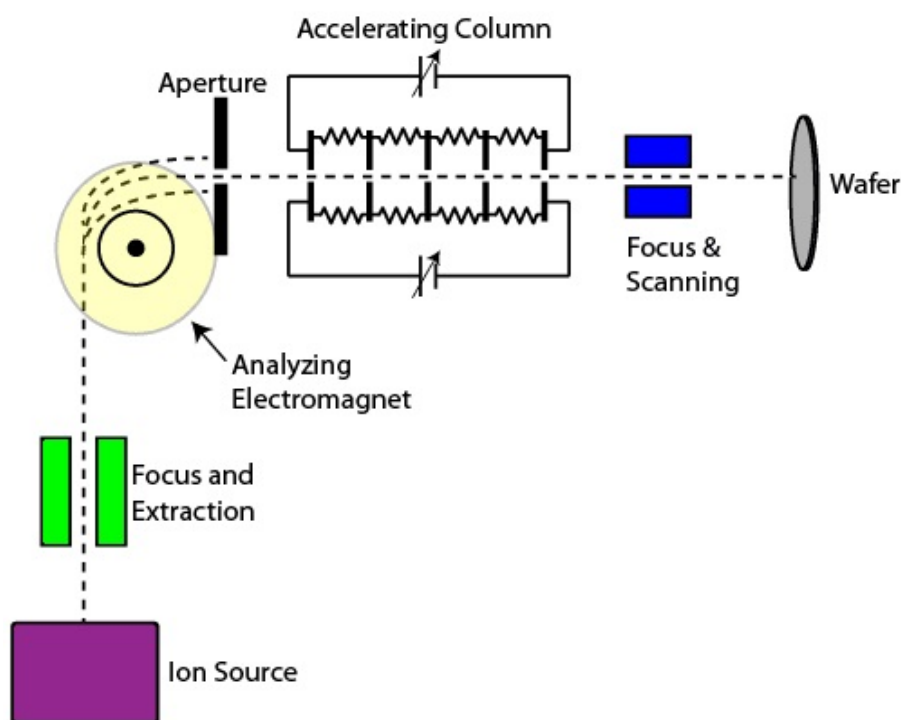 Accelerating Column
Aperture
Wafer
Focus &
Scanning
Analyzing
Electromagnet
Focus and
Extraction
Ion Source